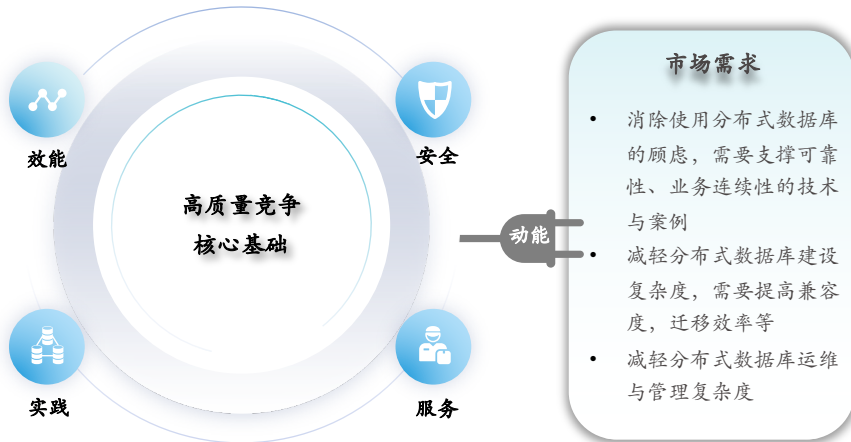 效能
安全
高质量竞争
核心基础
实践
服务
动能
市场需求
• 消除使用分布式数据库
的顾虑，需要支撑可靠
性、业务连续性的技术
与案例
• 减轻分布式数据库建设
复杂度，需要提高兼容
度，迁移效率等
• 减轻分布式数据库运维
与管理复杂度